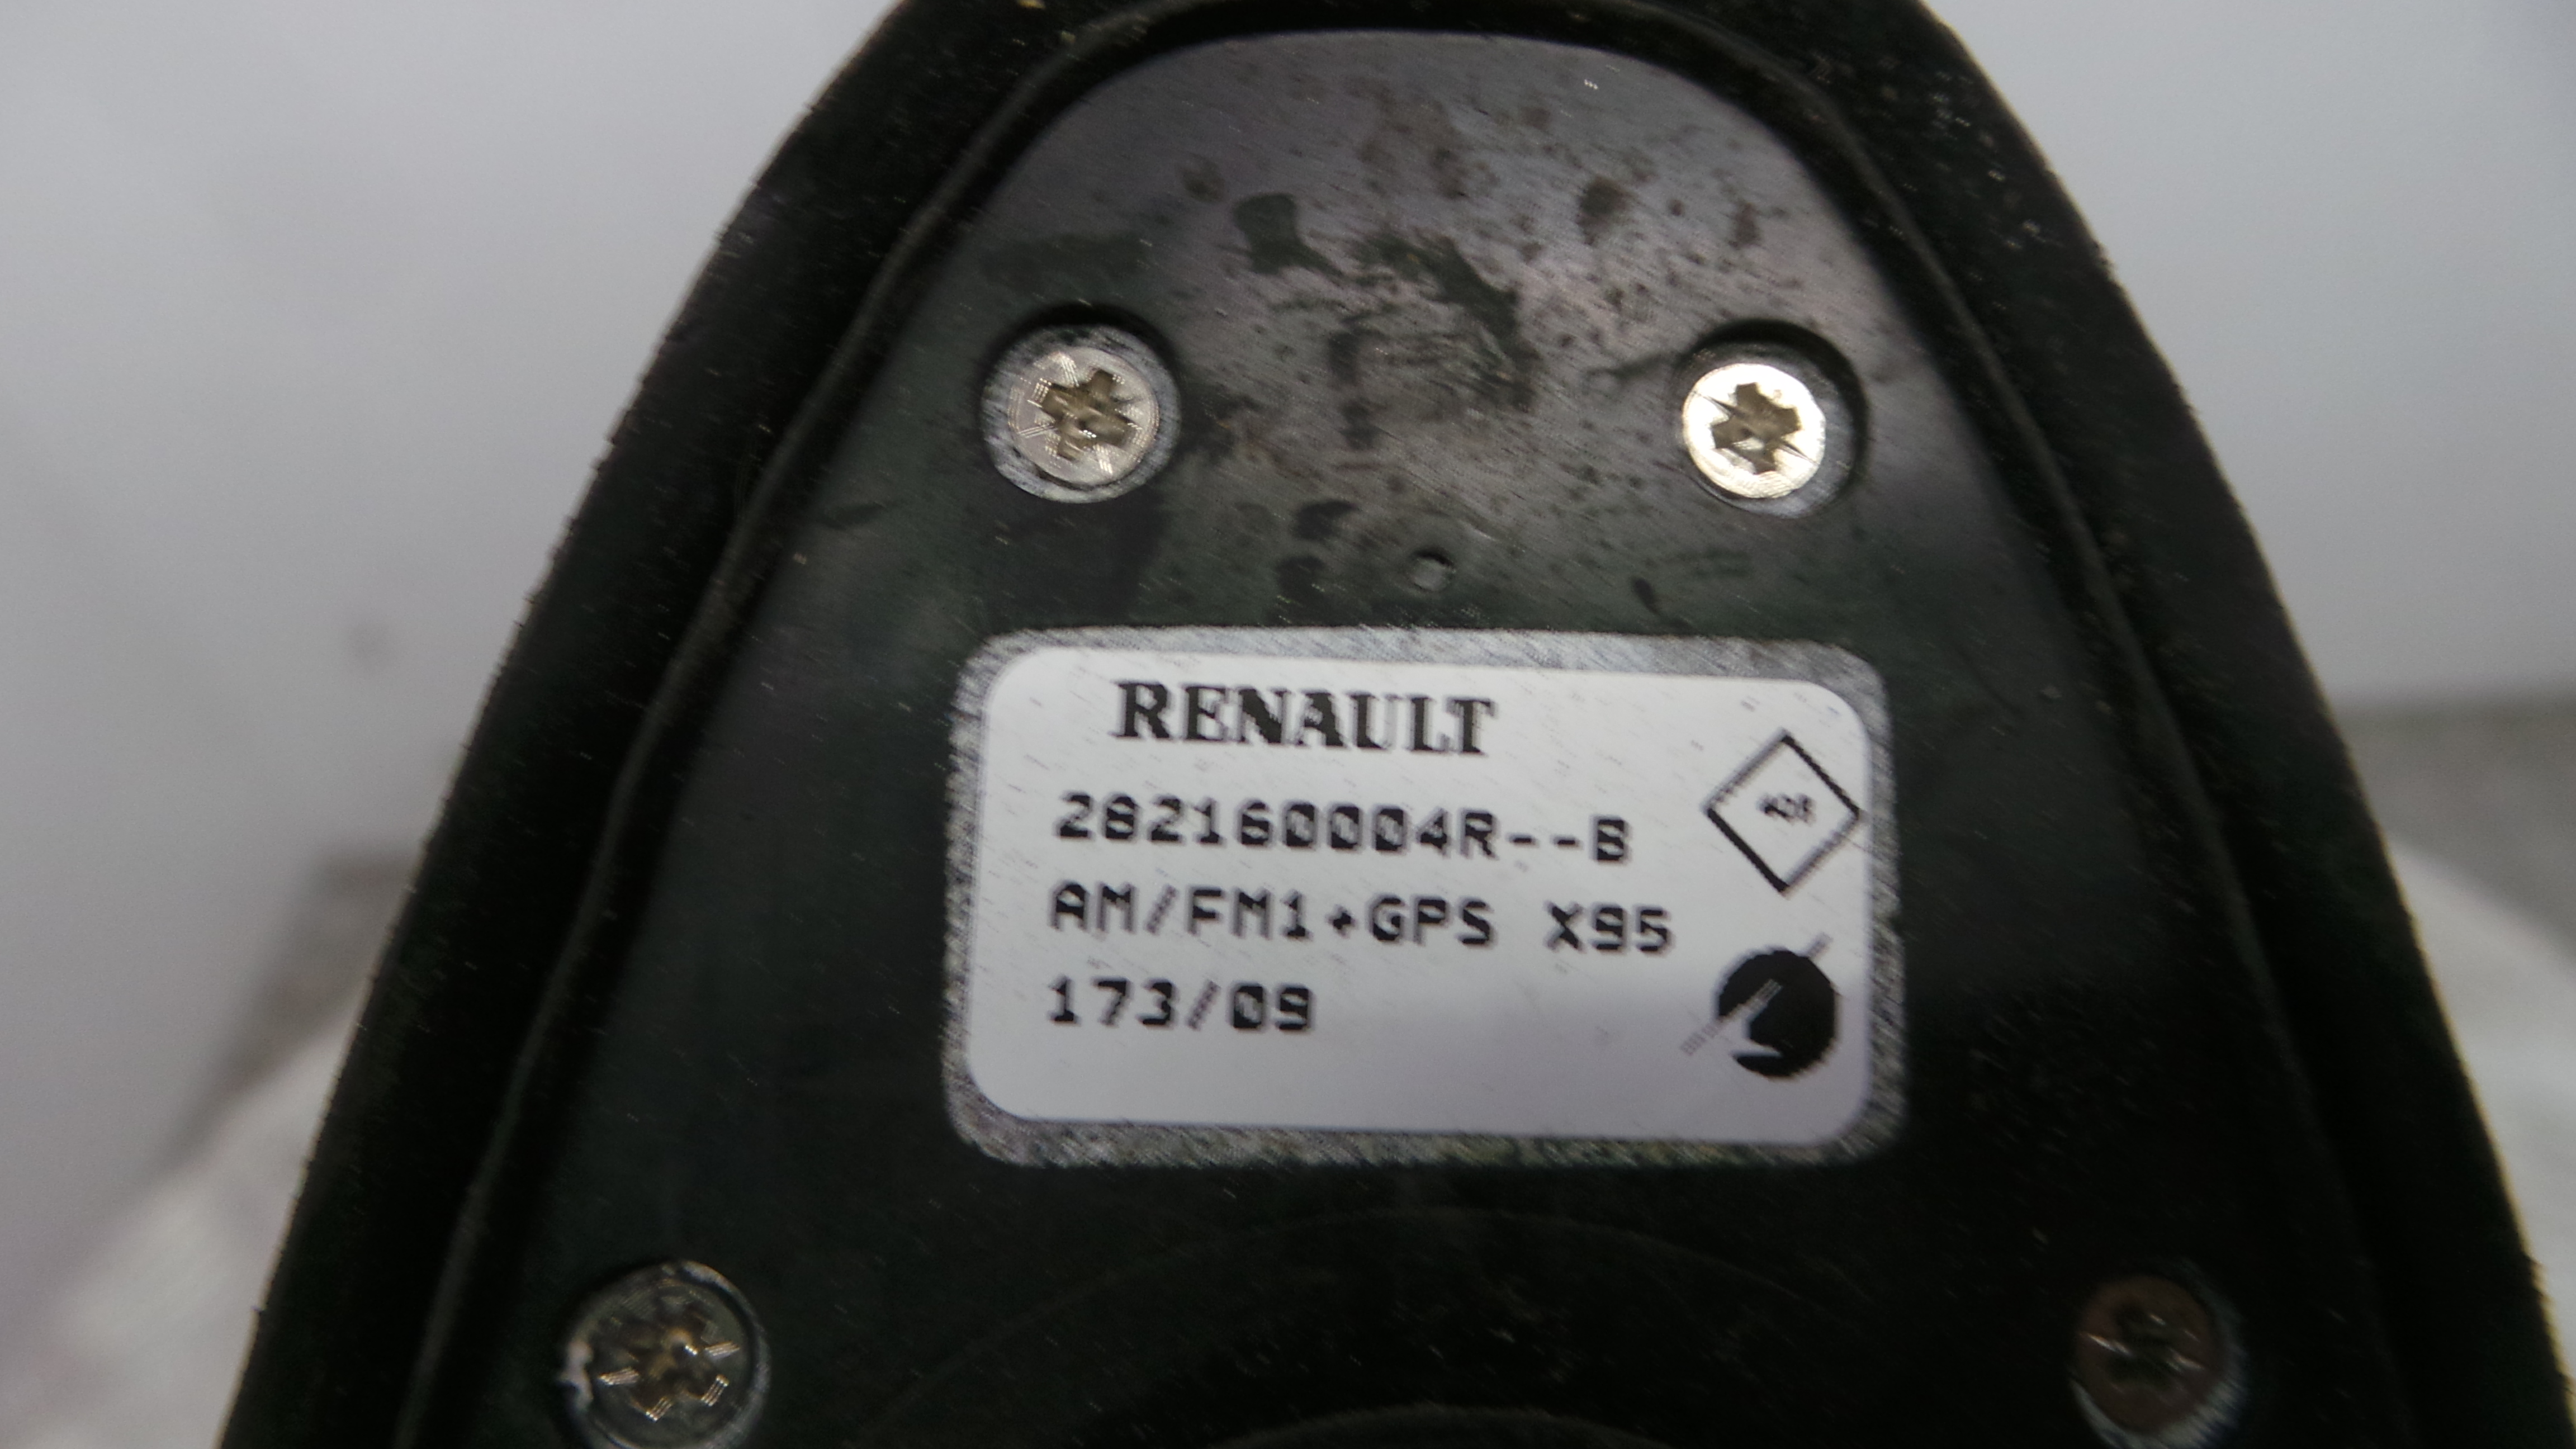 RENAULT
282160004R--B
AM/FM1+GPS X95
173/09